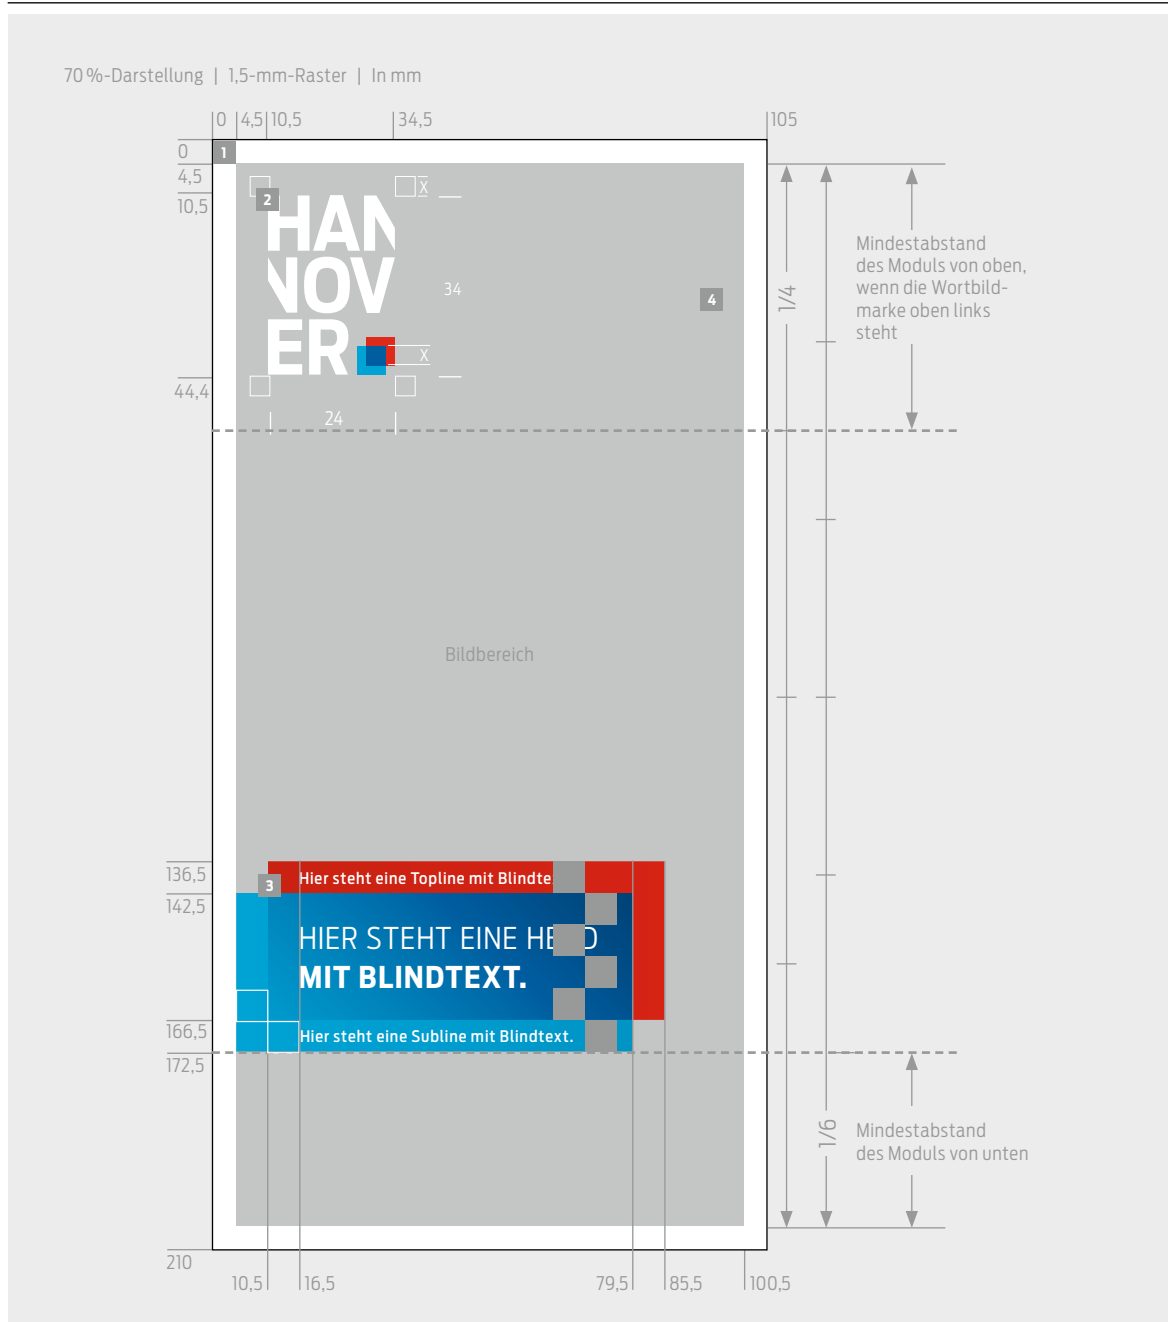 70 %-Darstellung | 1,5-mm-Raster | In mm
0 4,5 10,5 34,5 105
0
1
4,5
10,5
2
X
HAN
NOV
ER
34
X
4
1/4
Mindestabstand
des Moduls von oben,
wenn die Wortbild-
marke oben links
steht
44,4
24
Bildbereich
136,5
3
Hier steht eine Topline mit Blindte
142,5
HIER STEHT EINE HE D
MIT BLINDTEXT.
166,5
Hier steht eine Subline mit Blindtext.
172,5
1/6
Mindestabstand
des Moduls von unten
210
10,5 16,5 79,5 85,5 100,5